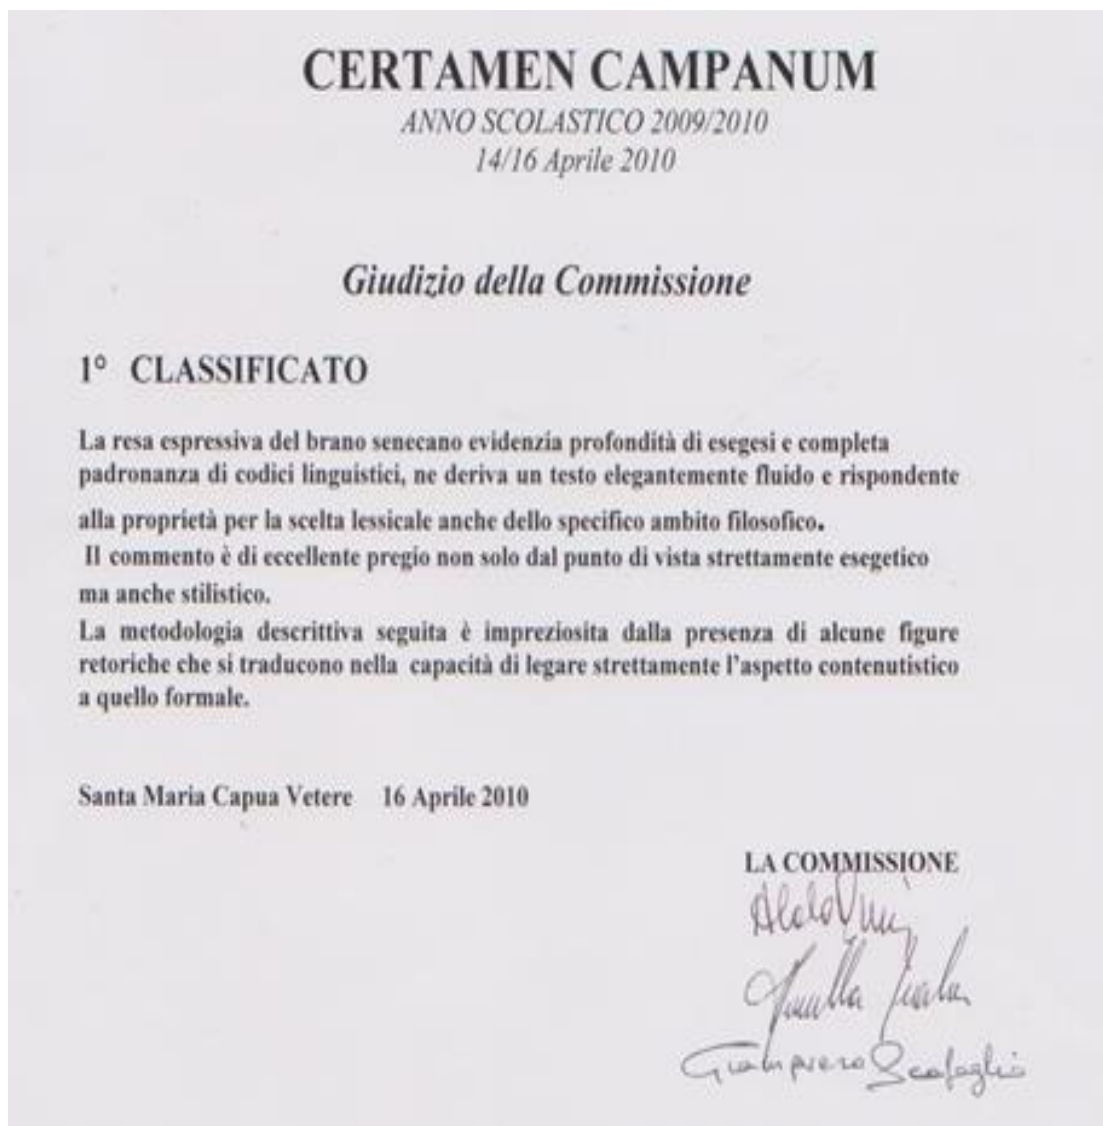 CERTAMEN CAMPANUM
ANNO SCOLASTICO 2009/2010
14/16 Aprile 2010
Giudizio della Commissione
1° CLASSIFICATO
La resa espressiva del brano senecano evidenzia profondità di esegesi e completa
padronanza di codici linguistici, ne deriva un testo elegantemente fluido e rispondente
alla proprietà per la scelta lessicale anche dello specifico ambito filosofico.
Il commento è di eccellente pregio non solo dal punto di vista strettamente esegetico
ma anche stilistico.
La metodologia descrittiva seguita è impreziosita dalla presenza di alcune figure
retoriche che si traducono nella capacità di legare strettamente l'aspetto contenutistico
a quello formale.
Santa Maria Capua Vetere 16 Aprile 2010
LA COMMISSIONE
Aldo
Giampiero Scafoglio